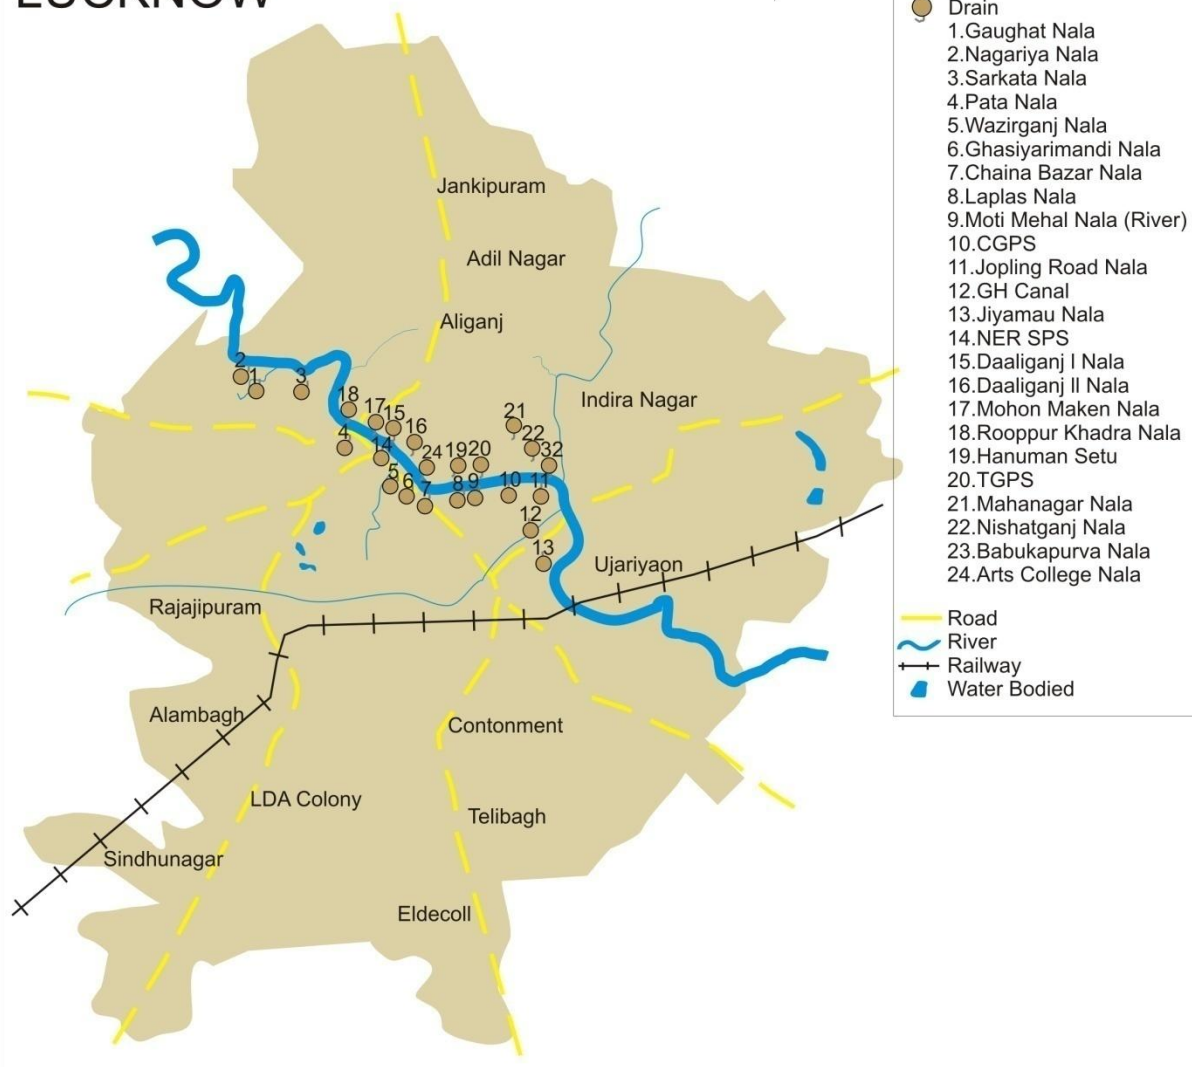 LUCKNOW
Jankipuram
Adil Nagar
Aliganj
Indira Nagar
2
1
3
18
17
15
16
21
4
14
24
19
20
22
32
5
6
7
8
9
10
11
12
13
Ujariyaon
Rajajipuram
Alambagh
Contonment
LDA Colony
Telibagh
Sindhunagar
Eldecoll
Drain
1.Gaughat Nala
2.Nagariya Nala
3.Sarkata Nala
4.Pata Nala
5.Wazirganj Nala
6.Ghasiyarimandi Nala
7.Chaina Bazar Nala
8.Laplas Nala
9.Moti Mehal Nala (River)
10.CGPS
11.Jopling Road Nala
12.GH Canal
13.Jiyamau Nala
14.NER SPS
15.Daaliganj I Nala
16.Daaliganj II Nala
17.Mohon Maken Nala
18.Rooppur Khadra Nala
19.Hanuman Setu
20.TGPS
21.Mahanagar Nala
22.Nishatganj Nala
23.Babukapurva Nala
24.Arts College Nala
Road
River
Railway
Water Bodied